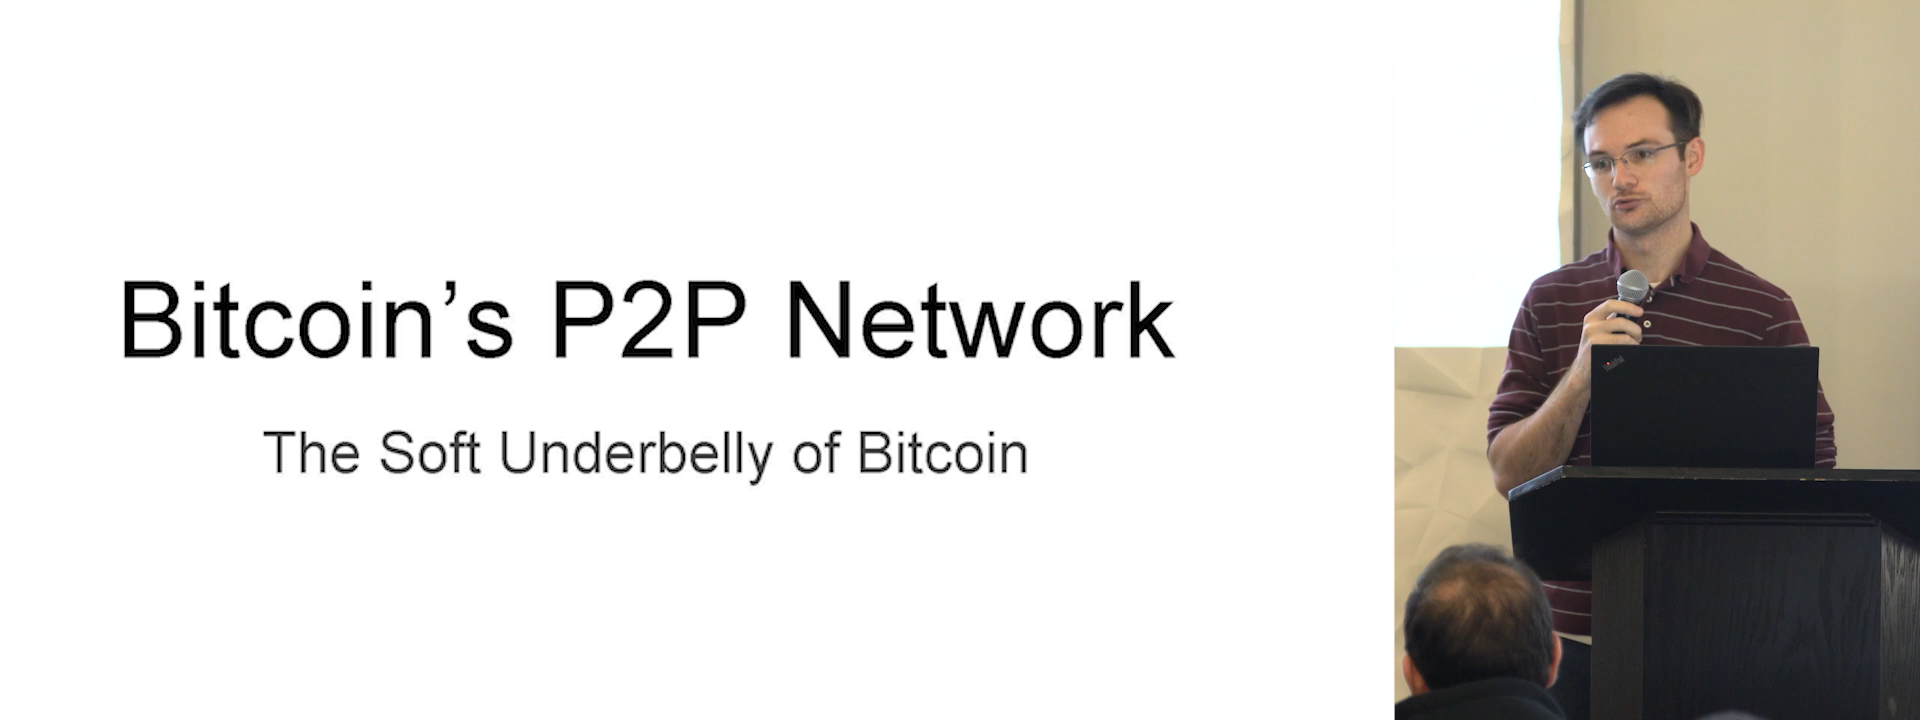 Bitcoin’s P2P Network
The Soft Underbelly of Bitcoin